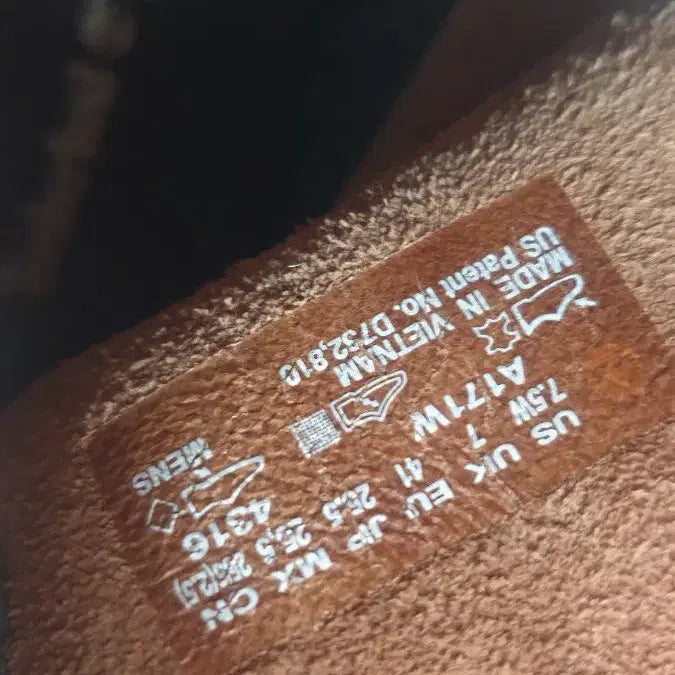 US UK EU JP MX CN
7.5W 7 41 25.5 25,5
A171W 4316
MENS
MADE IN VIETNAM
US Patent No. D732,810